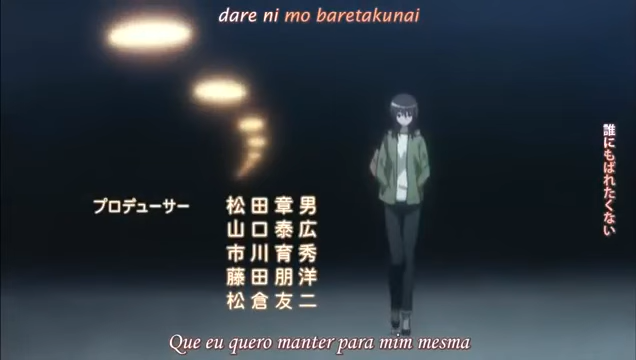 dare ni mo baretakunai
誰にもばれたくない
プロデューサー 松田章男
山口泰広
市川育秀
藤田朋洋
松倉友二
Que eu quero manter para mim mesma